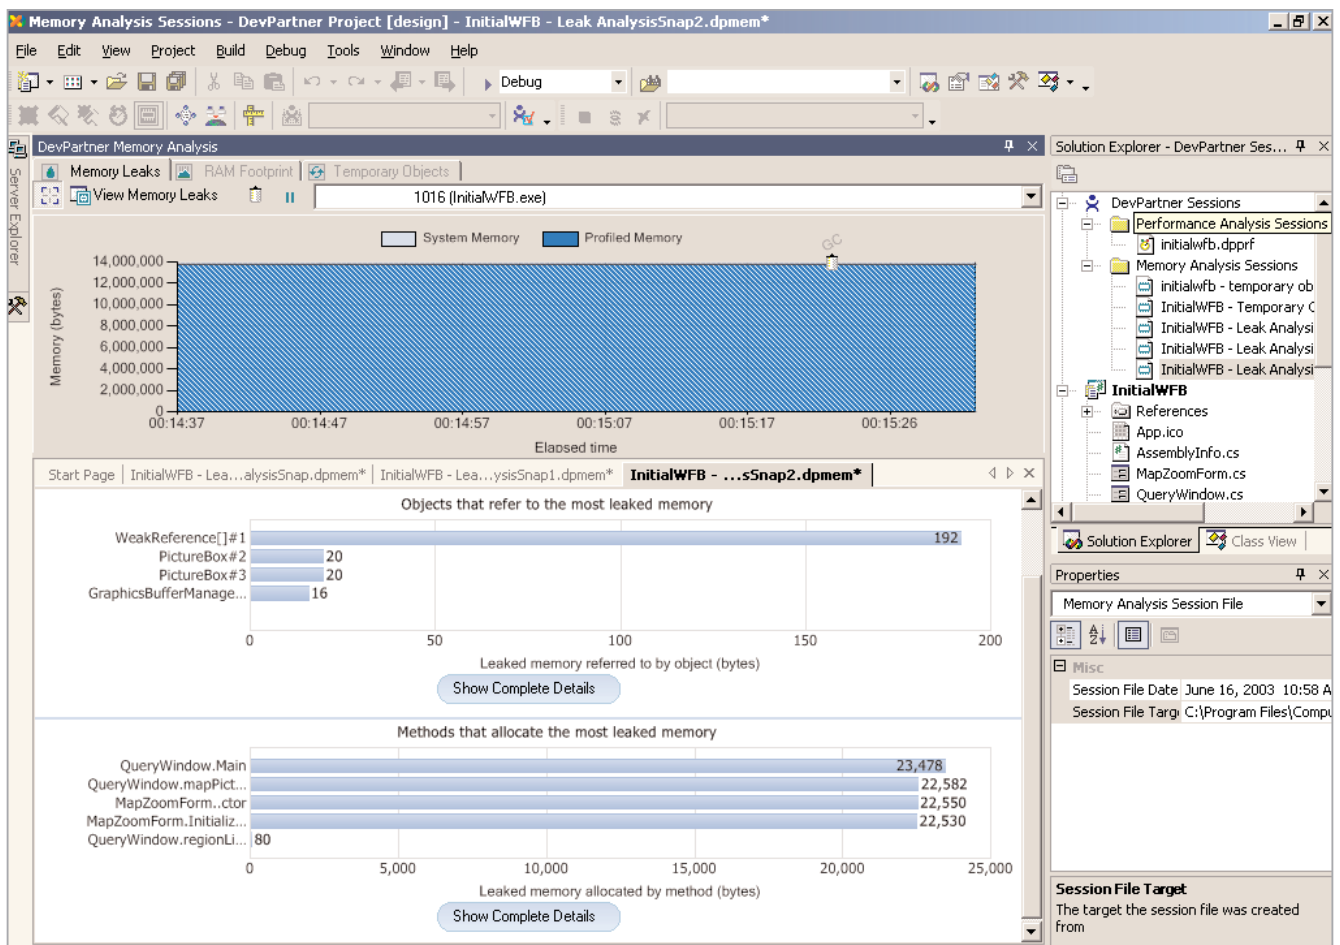 Memory Analysis Sessions - DevPartner Project [design] - InitialWFB - Leak AnalysisSnap2.dpmem*
File Edit View Project Build Debug Tools Window Help
Debug
Server Explorer
DevPartner Memory Analysis
Memory Leaks RAM Footprint Temporary Objects
View Memory Leaks 1016 (InitialWFB.exe)
System Memory Profiled Memory
GC
Memory (bytes)
14,000,000
12,000,000
10,000,000
8,000,000
6,000,000
4,000,000
2,000,000
0
00:14:37 00:14:47 00:14:57 00:15:07 00:15:17 00:15:26
Elapsed time
Start Page InitialWFB - Lea...alysisSnap.dpmem* InitialWFB - Lea...ysisSnap1.dpmem* InitialWFB - ...sSnap2.dpmem*
Objects that refer to the most leaked memory
WeakReference[]#1 192
PictureBox#2 20
PictureBox#3 20
GraphicsBufferManage... 16
0 50 100 150 200
Leaked memory referred to by object (bytes)
Show Complete Details
Methods that allocate the most leaked memory
QueryWindow.Main 23,478
QueryWindow.mapPict... 22,582
MapZoomForm..ctor 22,550
MapZoomForm.Initializ... 22,530
QueryWindow.regionLi... 80
0 5,000 10,000 15,000 20,000 25,000
Leaked memory allocated by method (bytes)
Show Complete Details
Solution Explorer - DevPartner Ses...
DevPartner Sessions
Performance Analysis Sessions
initialwfb.dpprf
Memory Analysis Sessions
initialwfb - temporary ob
InitialWFB - Temporary O
InitialWFB - Leak Analysi
InitialWFB - Leak Analysi
InitialWFB - Leak Analysi
InitialWFB
References
App.ico
AssemblyInfo.cs
MapZoomForm.cs
QueryWindow.cs
Solution Explorer Class View
Properties
Memory Analysis Session File
Misc
Session File Date June 16, 2003 10:58 A
Session File Targ C:\Program Files\Compu
Session File Target
The target the session file was created
from